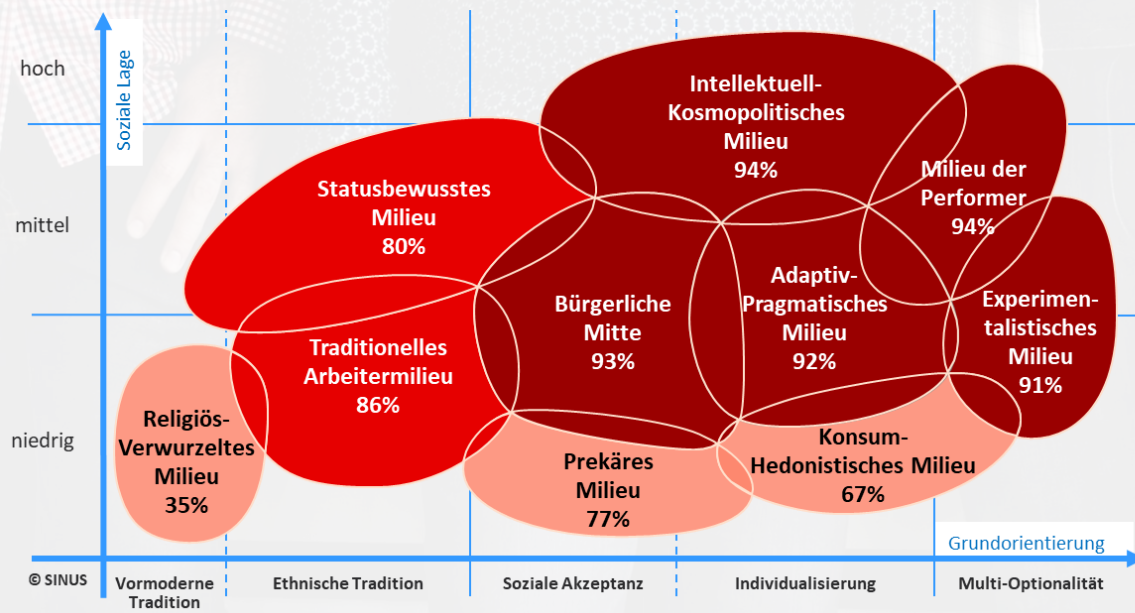 Soziale Lage
hoch
mittel
niedrig
Intellektuell-
Kosmopolitisches
Milieu
94%
Milieu der
Performer
94%
Statusbewusstes
Milieu
80%
Bürgerliche
Mitte
93%
Adaptiv-
Pragmatisches
Milieu
92%
Experimen-
talistisches
Milieu
91%
Traditionelles
Arbeitermilieu
86%
Religiös-
Verwurzeltes
Milieu
35%
Prekäres
Milieu
77%
Konsum-
Hedonistisches Milieu
67%
Grundorientierung
© SINUS
Vormoderne
Tradition
Ethnische Tradition
Soziale Akzeptanz
Individualisierung
Multi-Optionalität